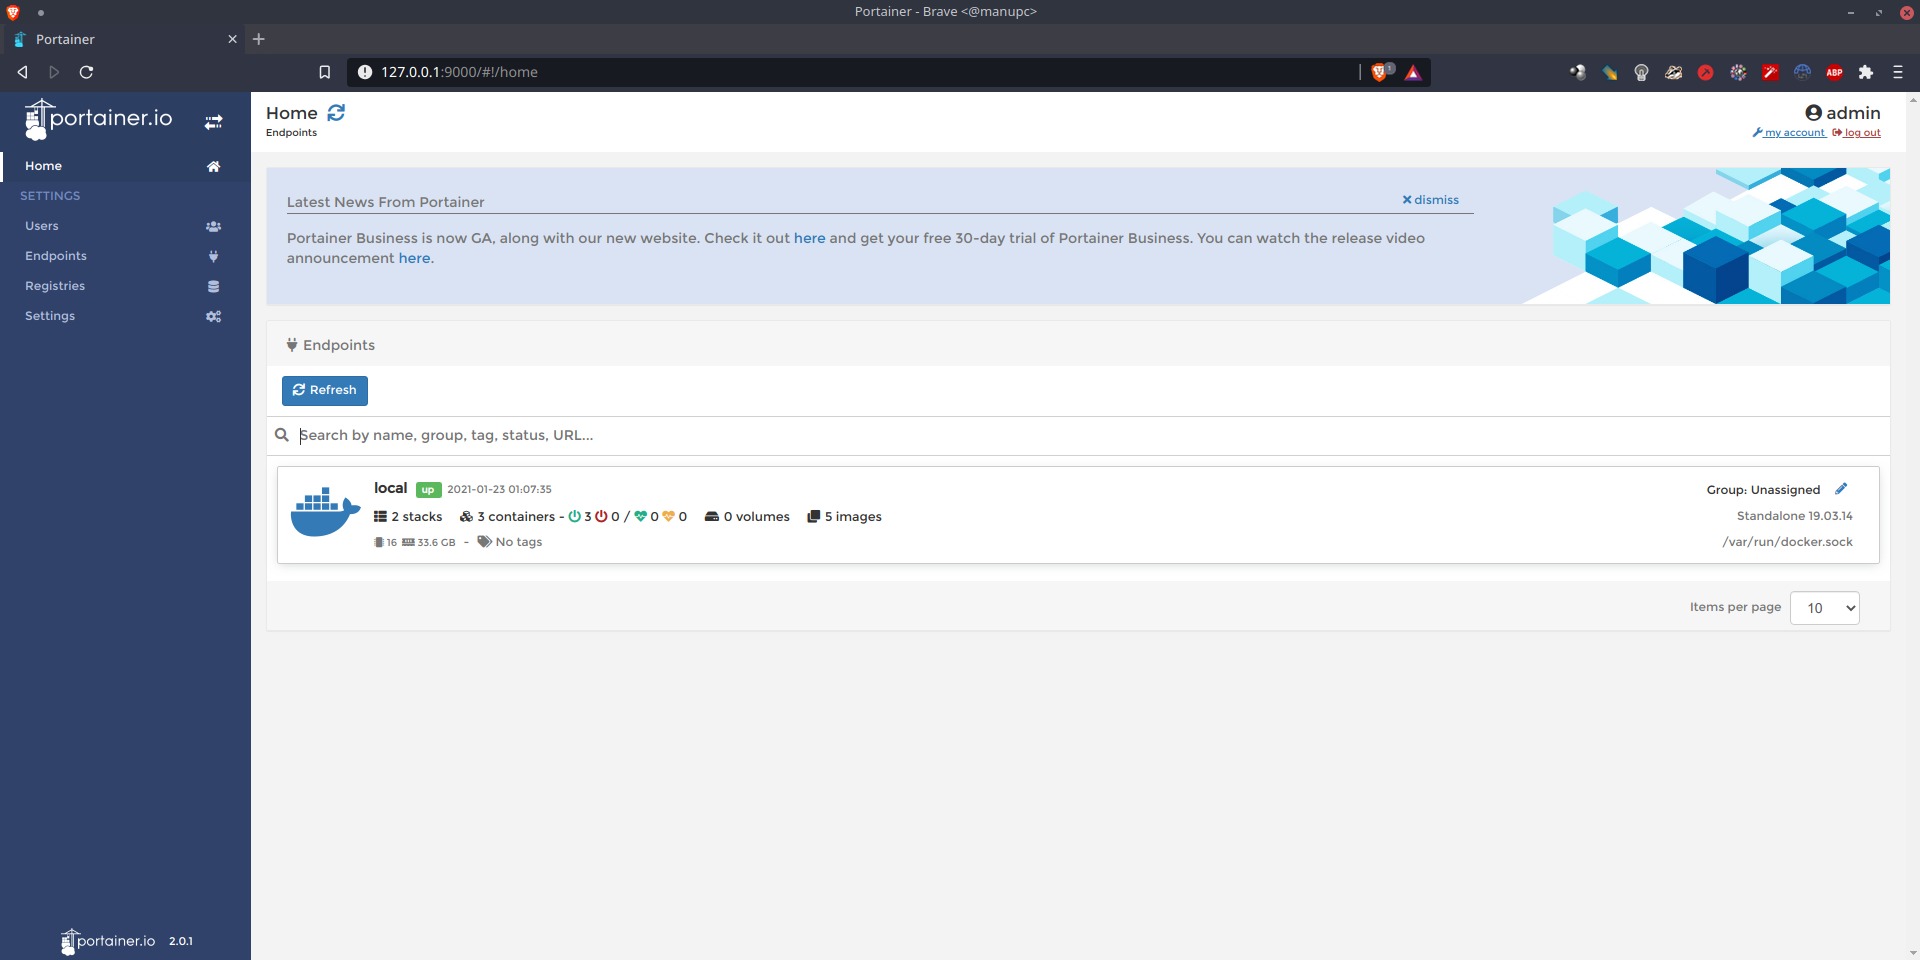 Portainer - Brave <@manupc>
Portainer
127.0.0.1:9000/#!/home
1
ABP
portainer.io
Home
SETTINGS
Users
Endpoints
Registries
Settings
portainer.io 2.0.1
Home
Endpoints
admin
my account log out
Latest News From Portainer
dismiss
Portainer Business is now GA, along with our new website. Check it out here and get your free 30-day trial of Portainer Business. You can watch the release video
announcement here.
Endpoints
Refresh
Search by name, group, tag, status, URL...
local up 2021-01-23 01:07:35
Group: Unassigned
2 stacks 3 containers - 3 0 / 0 0 0 volumes 5 images
Standalone 19.03.14
16 33.6 GB - No tags
/var/run/docker.sock
Items per page 10